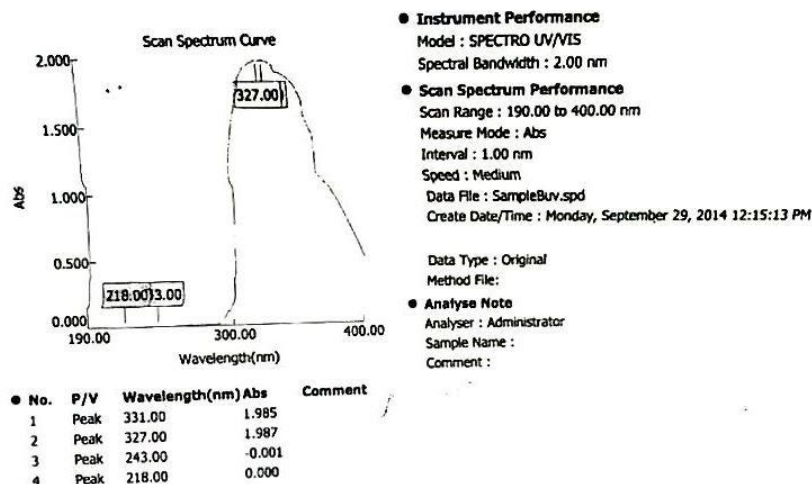 Scan Spectrum Curve
2.000
1.500
1.000
0.500
0.000
Abs
327.00
218.00 3.00
190.00 300.00 400.00
Wavelength(nm)
● Instrument Performance
Model : SPECTRO UV/VIS
Spectral Bandwidth : 2.00 nm
● Scan Spectrum Performance
Scan Range : 190.00 to 400.00 nm
Measure Mode : Abs
Interval : 1.00 nm
Speed : Medium
Data File : SampleBuv.spd
Create Date/Time : Monday, September 29, 2014 12:15:13 PM
Data Type : Original
Method File:
● Analyse Note
Analyser : Administrator
Sample Name :
Comment :
● No. P/V Wavelength(nm) Abs Comment
1 Peak 331.00 1.985
2 Peak 327.00 1.987
3 Peak 243.00 -0.001
4 Peak 218.00 0.000